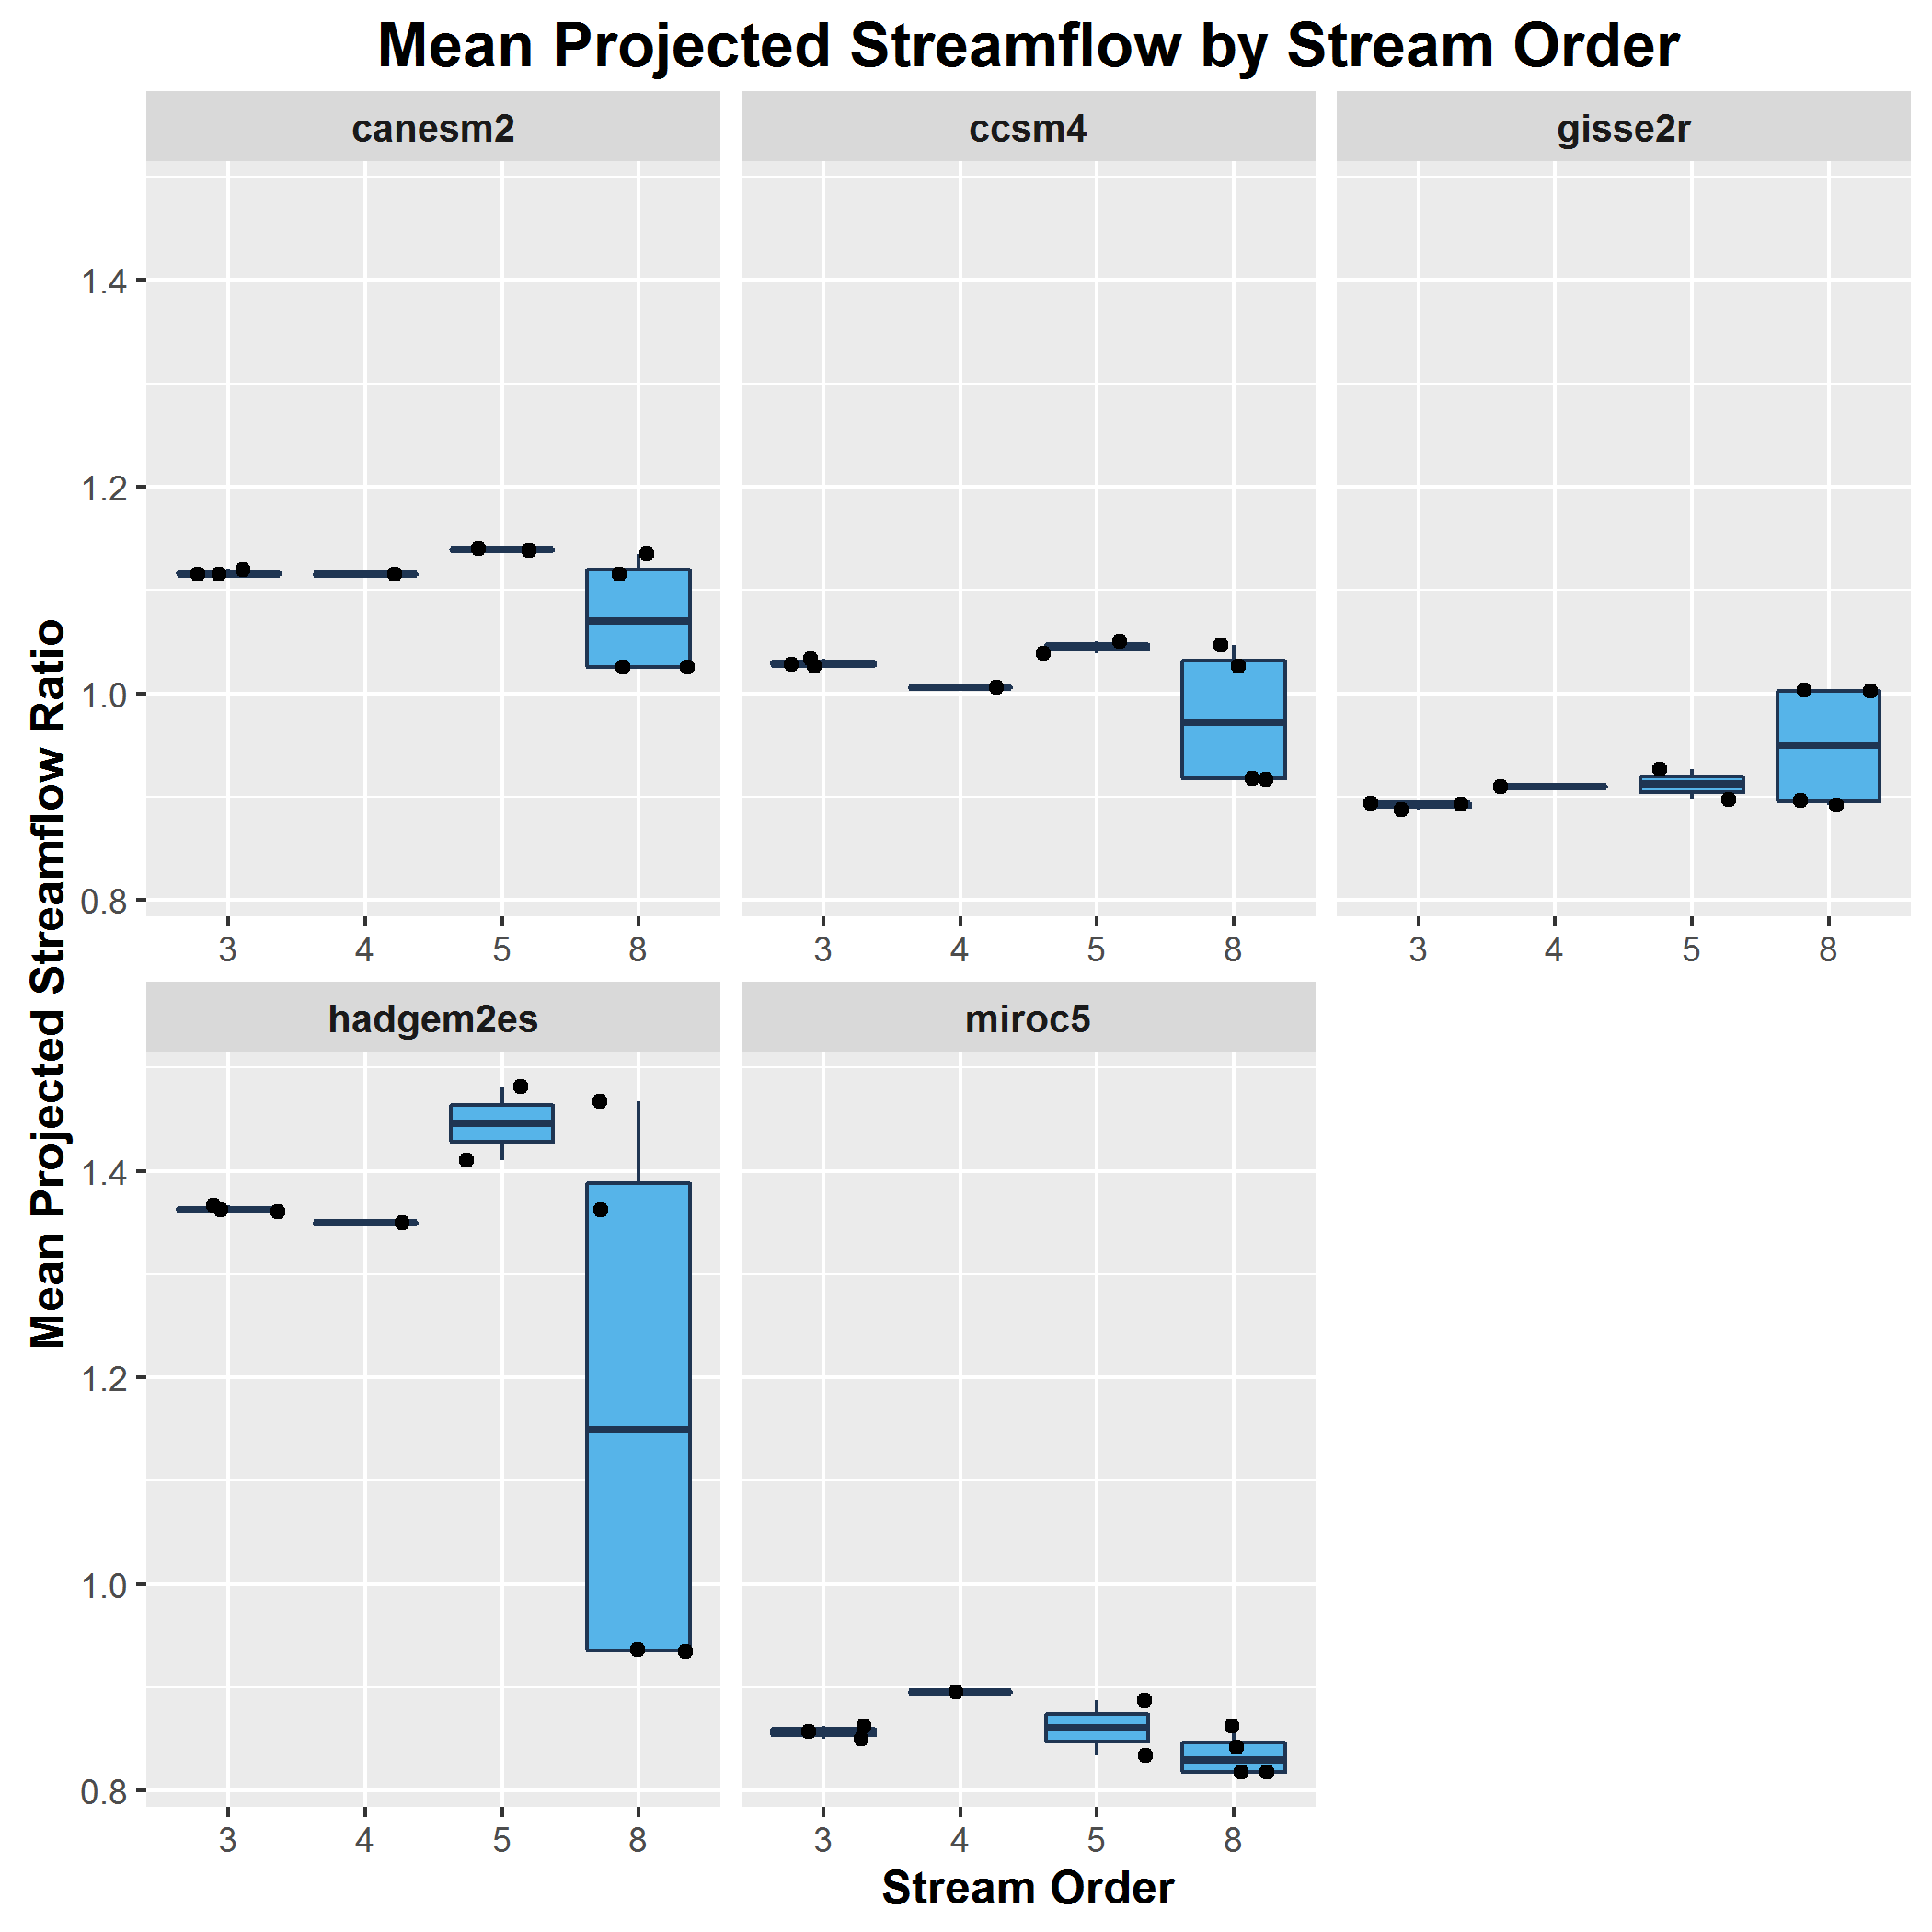 Mean Projected Streamflow by Stream Order
canesm2
ccsm4
gisse2r
1.4
1.2
1.0
0.8
3 4 5 8
3 4 5 8
3 4 5 8
Mean Projected Streamflow Ratio
hadgem2es
miroc5
1.4
1.2
1.0
0.8
3 4 5 8
3 4 5 8
Stream Order